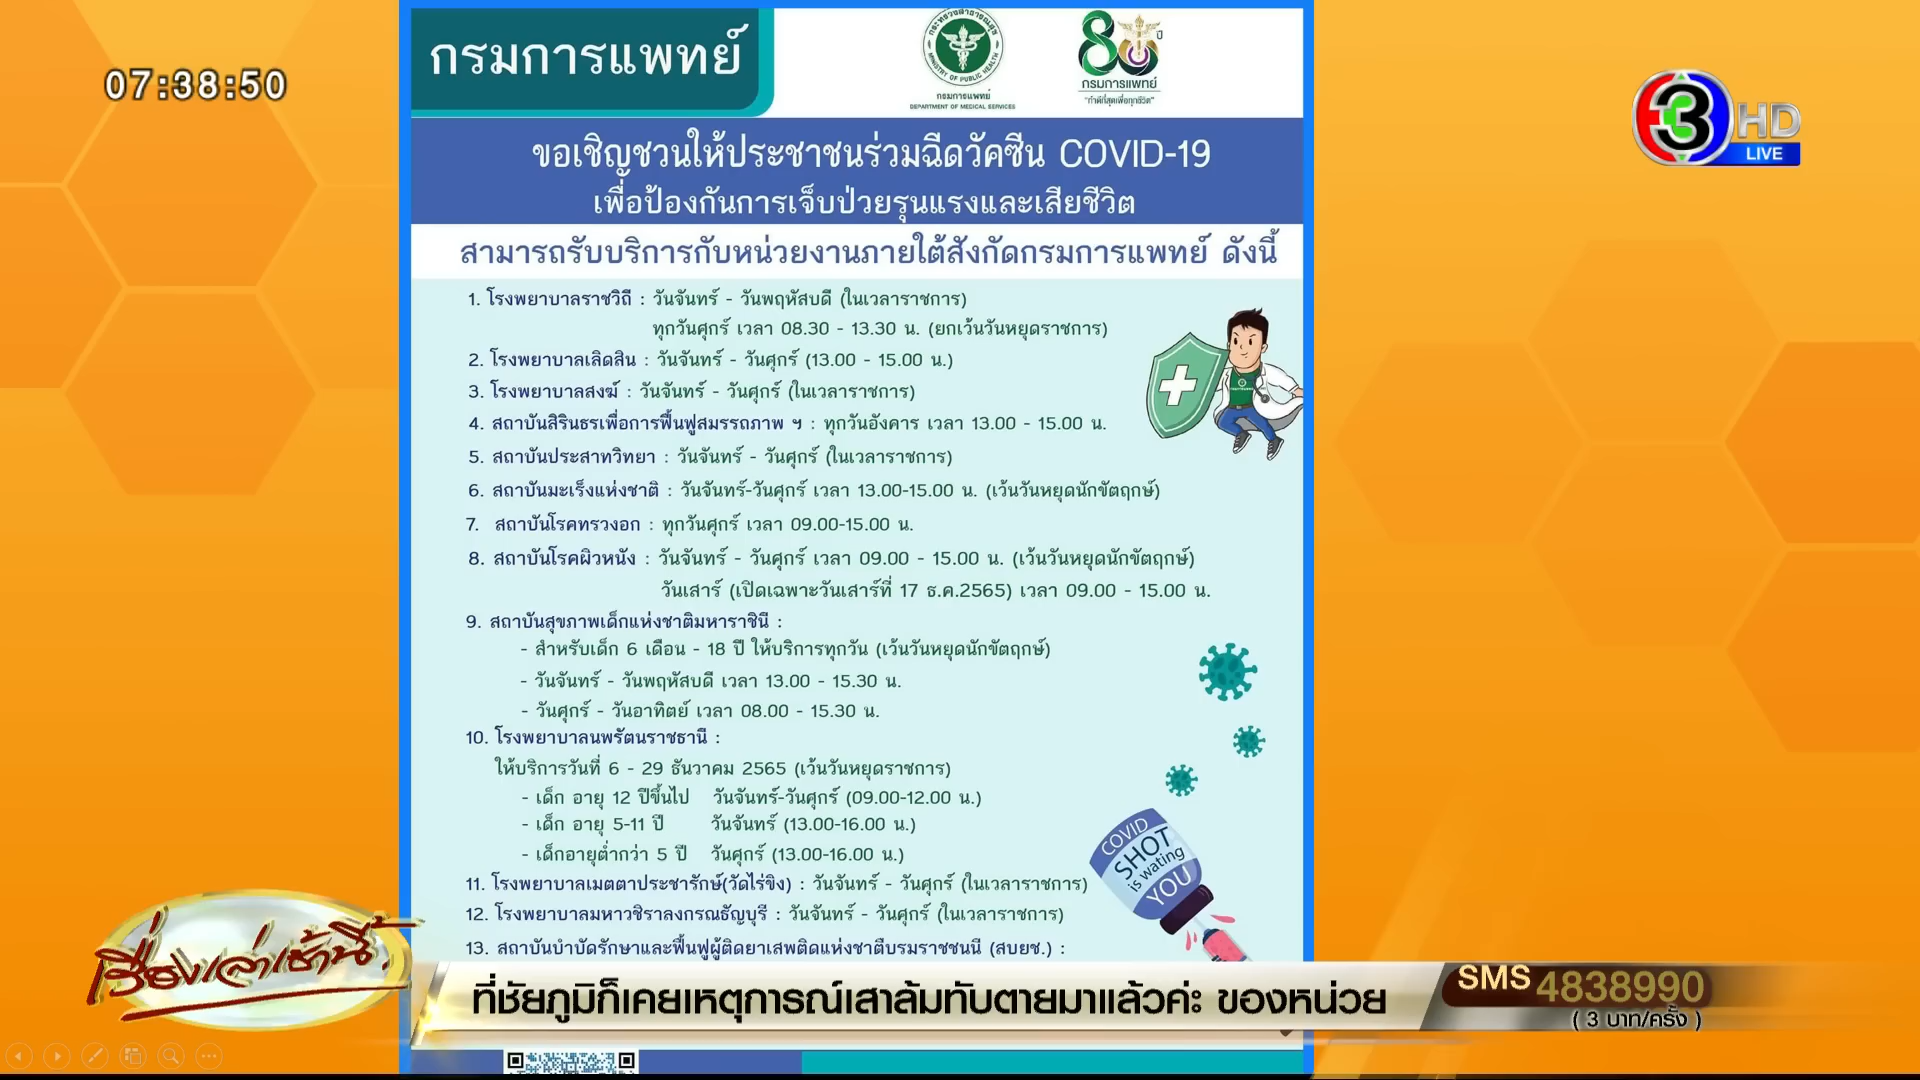 07:38:50
กรมการแพทย์
กระทรวงสาธารณสุข
MINISTRY OF PUBLIC HEALTH
กรมการแพทย์
DEPARTMENT OF MEDICAL SERVICES
80 ปี
กรมการแพทย์
"ทำดีที่สุดเพื่อทุกชีวิต"
3 HD
LIVE
ขอเชิญชวนให้ประชาชนร่วมฉีดวัคซีน COVID-19
เพื่อป้องกันการเจ็บป่วยรุนแรงและเสียชีวิต
สามารถรับบริการกับหน่วยงานภายใต้สังกัดกรมการแพทย์ ดังนี้
1. โรงพยาบาลราชวิถี : วันจันทร์ - วันพฤหัสบดี (ในเวลาราชการ)
ทุกวันศุกร์ เวลา 08.30 - 13.30 น. (ยกเว้นวันหยุดราชการ)
2. โรงพยาบาลเลิดสิน : วันจันทร์ - วันศุกร์ (13.00 - 15.00 น.)
3. โรงพยาบาลสงฆ์ : วันจันทร์ - วันศุกร์ (ในเวลาราชการ)
4. สถาบันสิรินธรเพื่อการฟื้นฟูสมรรถภาพ ฯ : ทุกวันอังคาร เวลา 13.00 - 15.00 น.
5. สถาบันประสาทวิทยา : วันจันทร์ - วันศุกร์ (ในเวลาราชการ)
6. สถาบันมะเร็งแห่งชาติ : วันจันทร์-วันศุกร์ เวลา 13.00-15.00 น. (เว้นวันหยุดนักขัตฤกษ์)
7. สถาบันโรคทรวงอก : ทุกวันศุกร์ เวลา 09.00-15.00 น.
8. สถาบันโรคผิวหนัง : วันจันทร์ - วันศุกร์ เวลา 09.00 - 15.00 น. (เว้นวันหยุดนักขัตฤกษ์)
วันเสาร์ (เปิดเฉพาะวันเสาร์ที่ 17 ธ.ค.2565) เวลา 09.00 - 15.00 น.
9. สถาบันสุขภาพเด็กแห่งชาติมหาราชินี :
- สำหรับเด็ก 6 เดือน - 18 ปี ให้บริการทุกวัน (เว้นวันหยุดนักขัตฤกษ์)
- วันจันทร์ - วันพฤหัสบดี เวลา 13.00 - 15.30 น.
- วันศุกร์ - วันอาทิตย์ เวลา 08.00 - 15.30 น.
10. โรงพยาบาลนพรัตนราชธานี :
ให้บริการวันที่ 6 - 29 ธันวาคม 2565 (เว้นวันหยุดราชการ)
- เด็ก อายุ 12 ปีขึ้นไป วันจันทร์-วันศุกร์ (09.00-12.00 น.)
- เด็ก อายุ 5-11 ปี วันจันทร์ (13.00-16.00 น.)
- เด็กอายุต่ำกว่า 5 ปี วันศุกร์ (13.00-16.00 น.)
11. โรงพยาบาลเมตตาประชารักษ์(วัดไร่ขิง) : วันจันทร์ - วันศุกร์ (ในเวลาราชการ)
12. โรงพยาบาลมหาวชิราลงกรณธัญบุรี : วันจันทร์ - วันศุกร์ (ในเวลาราชการ)
13. สถาบันบำบัดรักษาและฟื้นฟูผู้ติดยาเสพติดแห่งชาติบรมราชชนนี (สบยช.) :
COVID
SHOT
is wating
YOU
เรื่องเล่าเช้านี้
ที่ชัยภูมิก็เคยเหตุการณ์เสาล้มทับตายมาแล้วค่ะ ของหน่วย
SMS 4838990
( 3 บาท/ครั้ง )